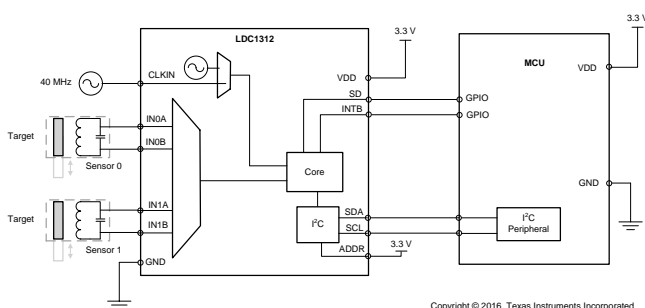 3.3 V
3.3 V
LDC1312
MCU
40 MHz
CLKIN
VDD
VDD
SD
GPIO
INTB
GPIO
Target
IN0A
IN0B
Sensor 0
Core
GND
Target
IN1A
IN1B
Sensor 1
I²C
SDA
SCL
ADDR
3.3 V
I²C
Peripheral
GND
Copyright © 2016, Texas Instruments Incorporated